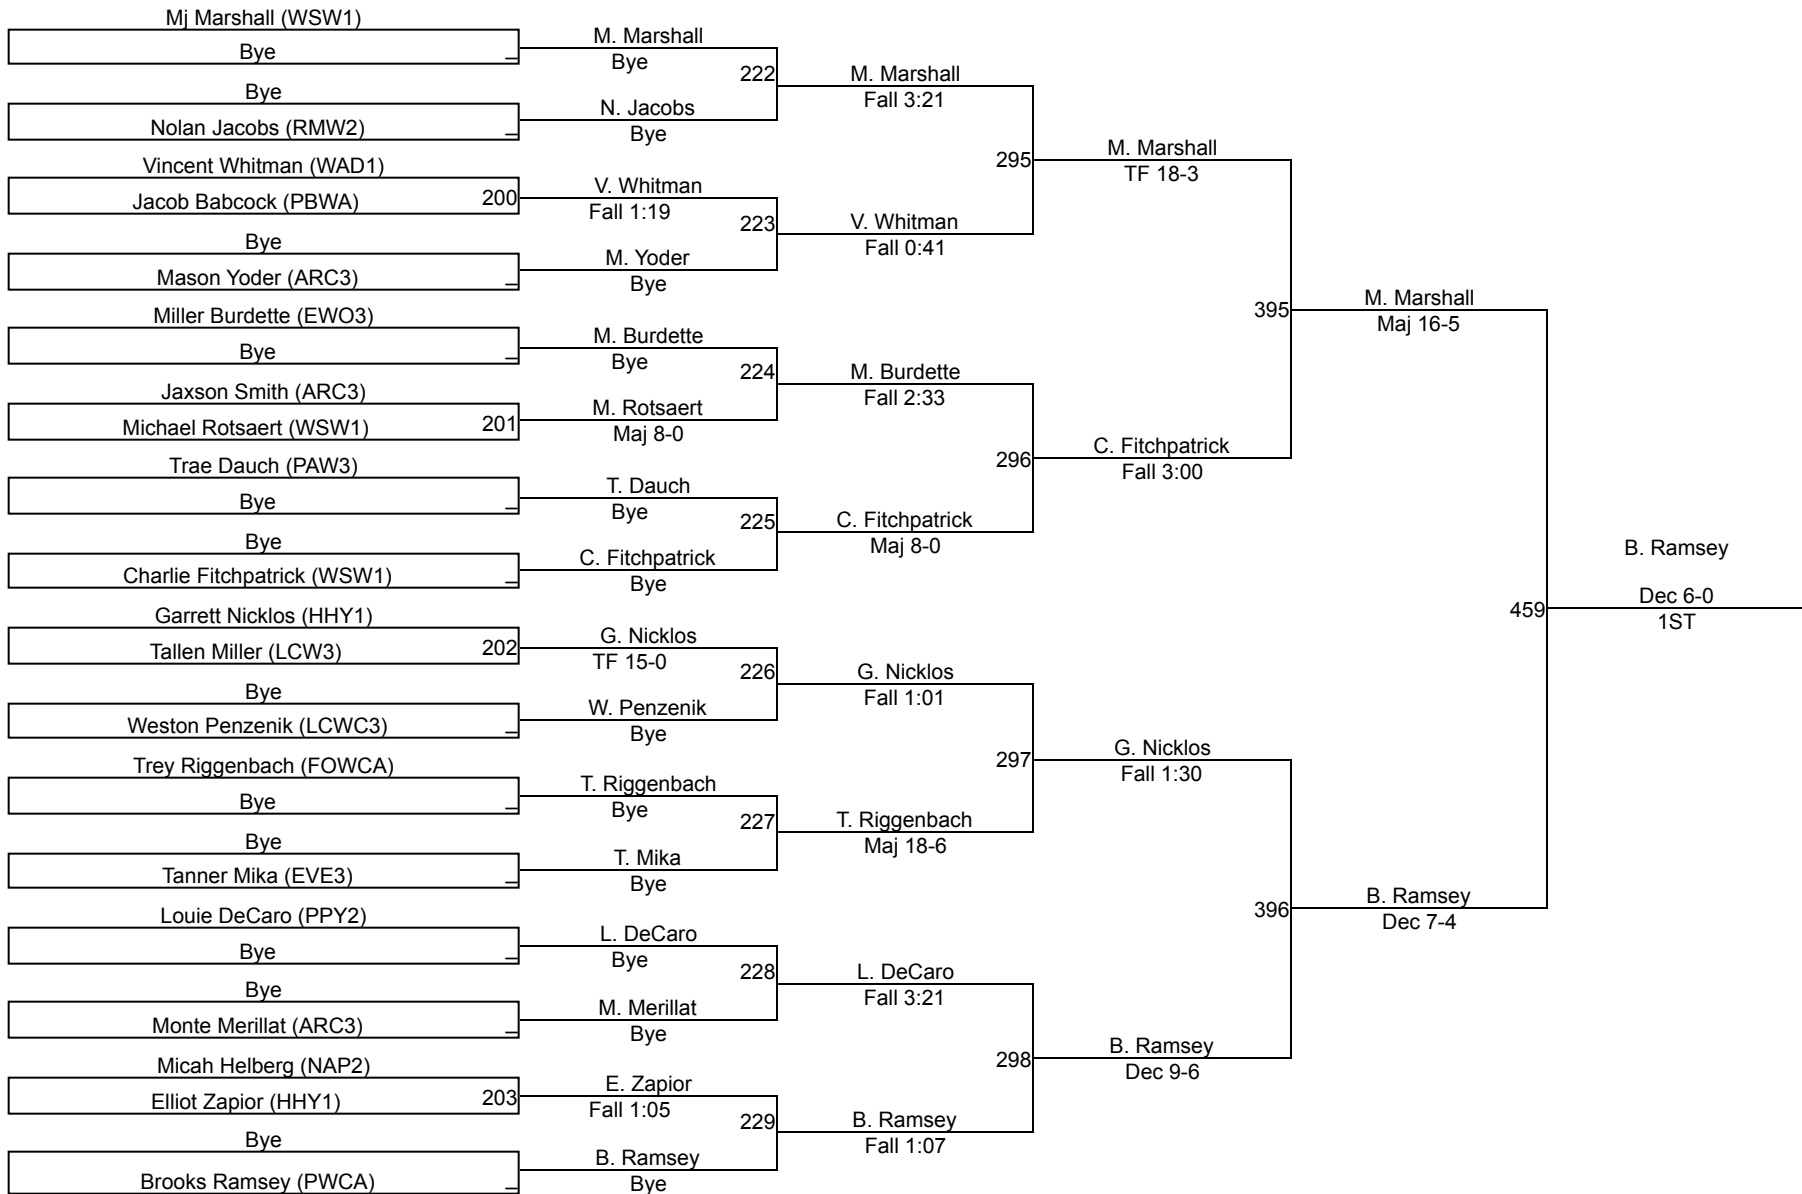 Mj Marshall (WSW1)
Bye
Bye
Nolan Jacobs (RMW2)
Vincent Whitman (WAD1)
Jacob Babcock (PBWA) 200
Bye
Mason Yoder (ARC3)
Miller Burdette (EWO3)
Bye
Jaxson Smith (ARC3)
Michael Rotsaert (WSW1) 201
Trae Dauch (PAW3)
Bye
Bye
Charlie Fitchpatrick (WSW1)
Garrett Nicklos (HHY1)
Tallen Miller (LCW3) 202
Bye
Weston Penzenik (LCWC3)
Trey Riggenbach (FOWCA)
Bye
Bye
Tanner Mika (EVE3)
Louie DeCaro (PPY2)
Bye
Bye
Monte Merillat (ARC3)
Micah Helberg (NAP2)
Elliot Zapior (HHY1) 203
Bye
Brooks Ramsey (PWCA)
M. Marshall
Bye
222
N. Jacobs
Bye
V. Whitman
Fall 1:19
223
M. Yoder
Bye
M. Burdette
Bye
224
M. Rotsaert
Maj 8-0
T. Dauch
Bye
225
C. Fitchpatrick
Bye
G. Nicklos
TF 15-0
226
W. Penzenik
Bye
T. Riggenbach
Bye
227
T. Mika
Bye
L. DeCaro
Bye
228
M. Merillat
Bye
E. Zapior
Fall 1:05
229
B. Ramsey
Bye
M. Marshall
Fall 3:21
295
V. Whitman
Fall 0:41
M. Burdette
Fall 2:33
296
C. Fitchpatrick
Maj 8-0
G. Nicklos
Fall 1:01
297
T. Riggenbach
Maj 18-6
L. DeCaro
Fall 3:21
298
B. Ramsey
Fall 1:07
M. Marshall
TF 18-3
395
C. Fitchpatrick
Fall 3:00
G. Nicklos
Fall 1:30
396
B. Ramsey
Dec 9-6
M. Marshall
Maj 16-5
459
B. Ramsey
Dec 7-4
B. Ramsey
Dec 6-0
1ST